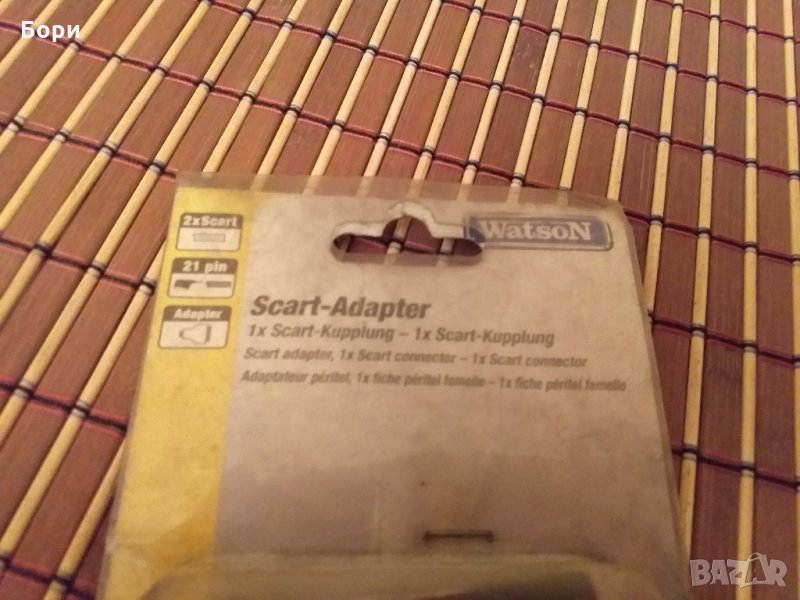 Бори
2xScart
21 pin
Adapter
WatsoN
Scart-Adapter
1x Scart-Kupplung – 1x Scart-Kupplung
Scart adapter, 1x Scart connector – 1x Scart connector
Adaptateur péritel, 1x fiche péritel femelle – 1x fiche péritel femelle
BAZAR